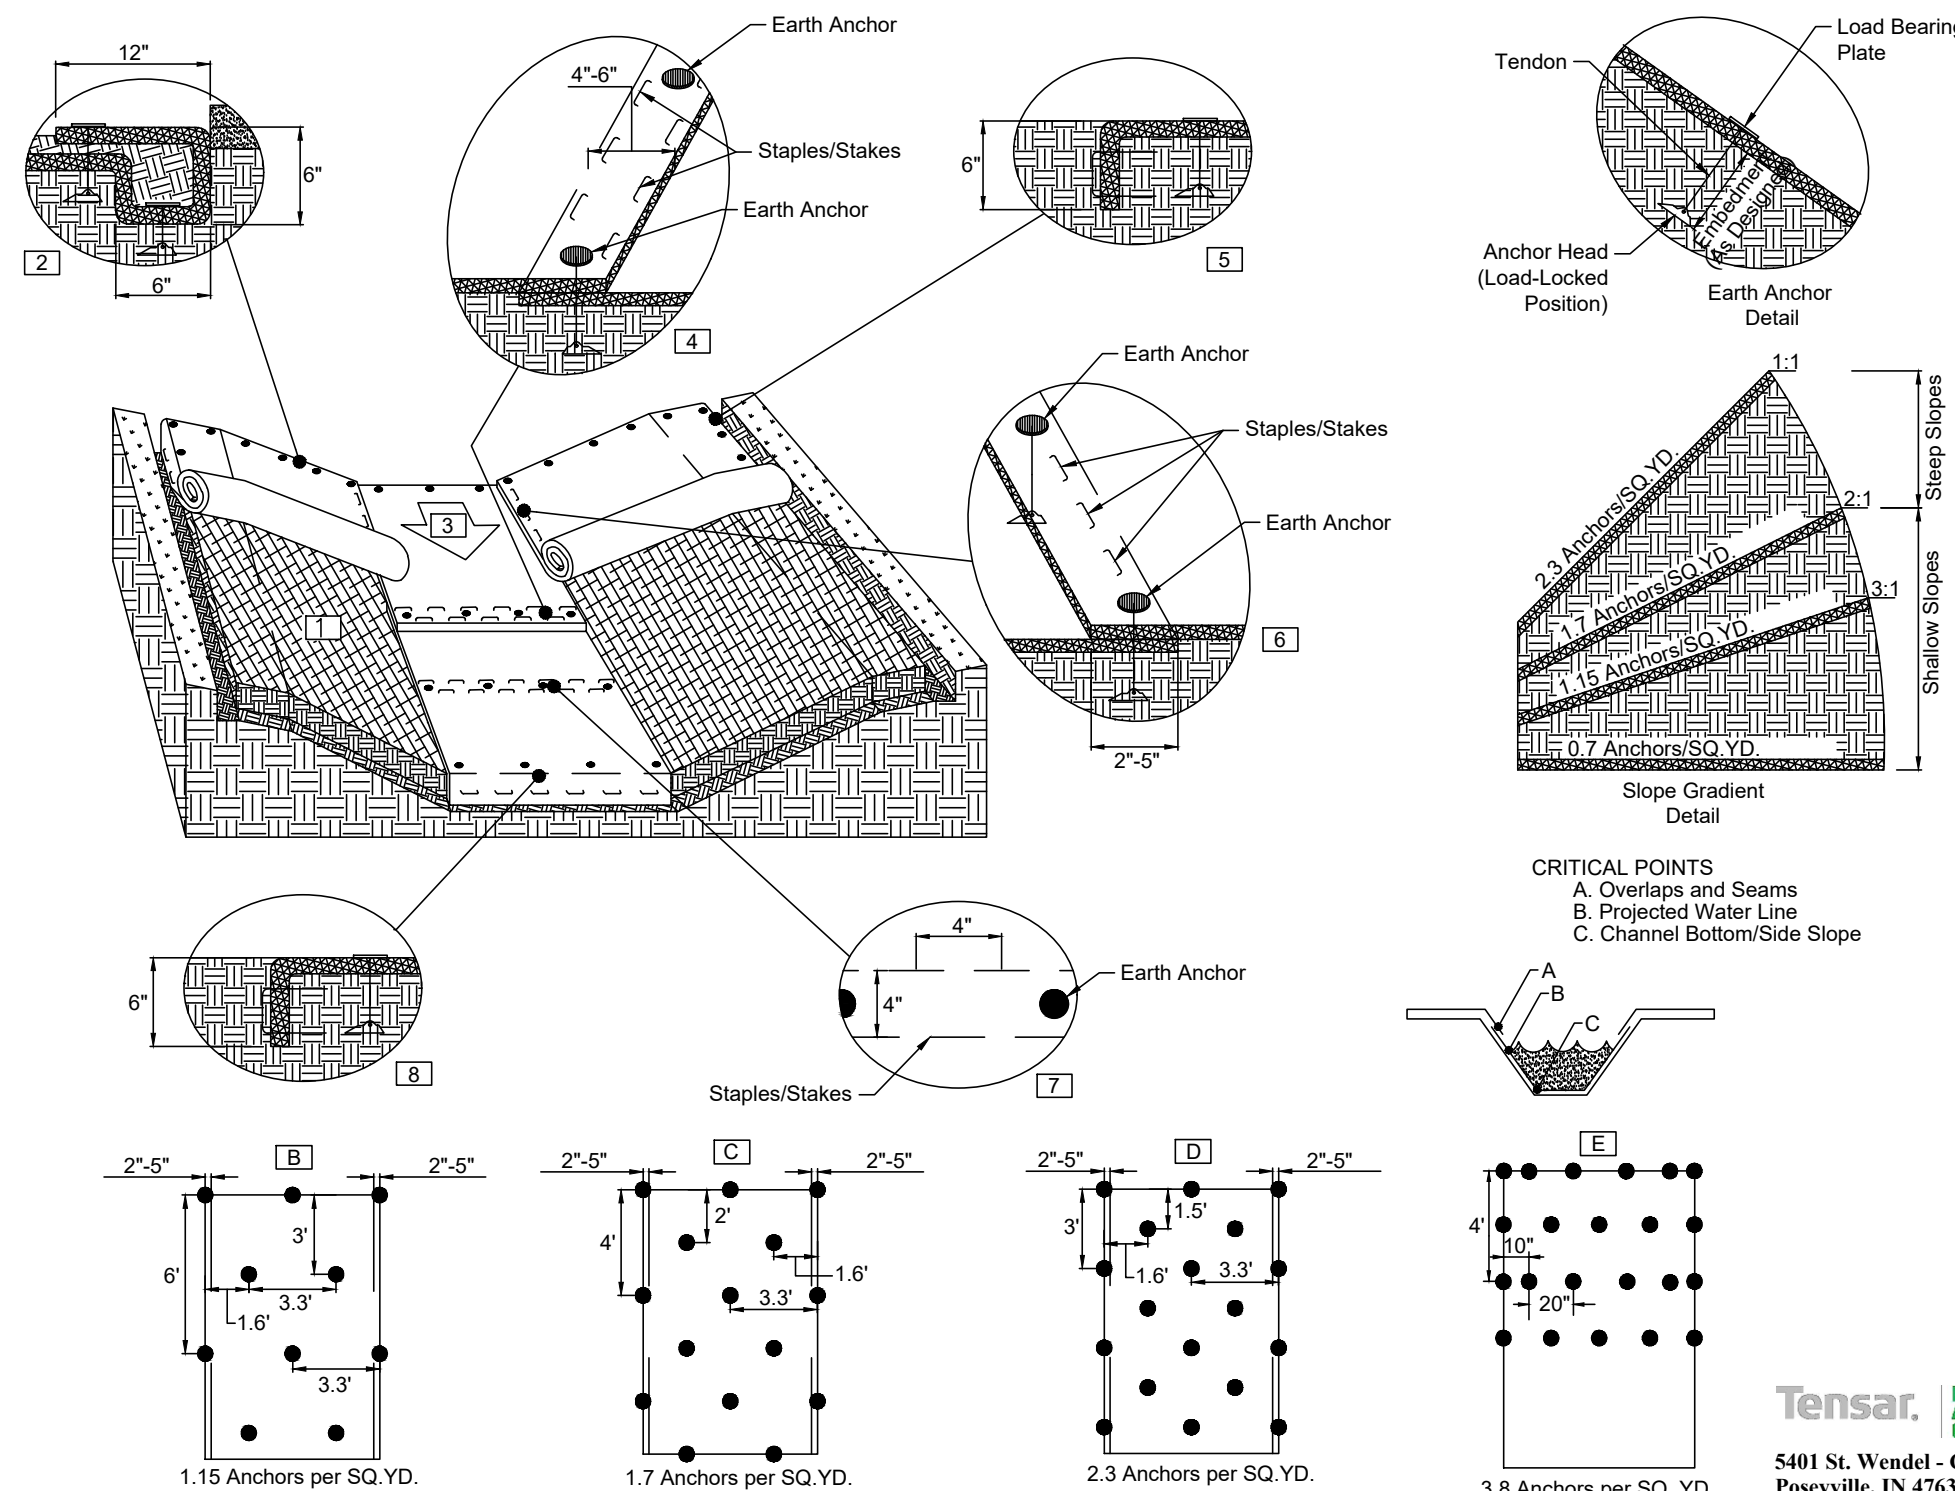 12"
6"
6"
2
Earth Anchor
4"-6"
Staples/Stakes
Earth Anchor
4
6"
5
Load Bearing
Plate
Tendon
Embedment
(As Designed)
Anchor Head
(Load-Locked
Position)
Earth Anchor
Detail
1
3
Earth Anchor
Staples/Stakes
Earth Anchor
6
2"-5"
1:1
2:1
3:1
Steep Slopes
Shallow Slopes
2.3 Anchors/SQ.YD.
1.7 Anchors/SQ.YD.
1.15 Anchors/SQ.YD.
0.7 Anchors/SQ.YD.
Slope Gradient
Detail
CRITICAL POINTS
A. Overlaps and Seams
B. Projected Water Line
C. Channel Bottom/Side Slope
A
B
C
6"
8
4"
4"
Earth Anchor
Staples/Stakes
7
B
2"-5"
2"-5"
3'
6'
3.3'
1.6'
3.3'
1.15 Anchors per SQ.YD.
C
2"-5"
2"-5"
2'
4'
1.6'
3.3'
1.7 Anchors per SQ.YD.
D
2"-5"
2"-5"
1.5'
3'
1.6'
3.3'
2.3 Anchors per SQ.YD.
E
4'
10"
20"
3.8 Anchors per SQ. YD.
Tensar.
5401 St. Wendel -
Poseyville, IN